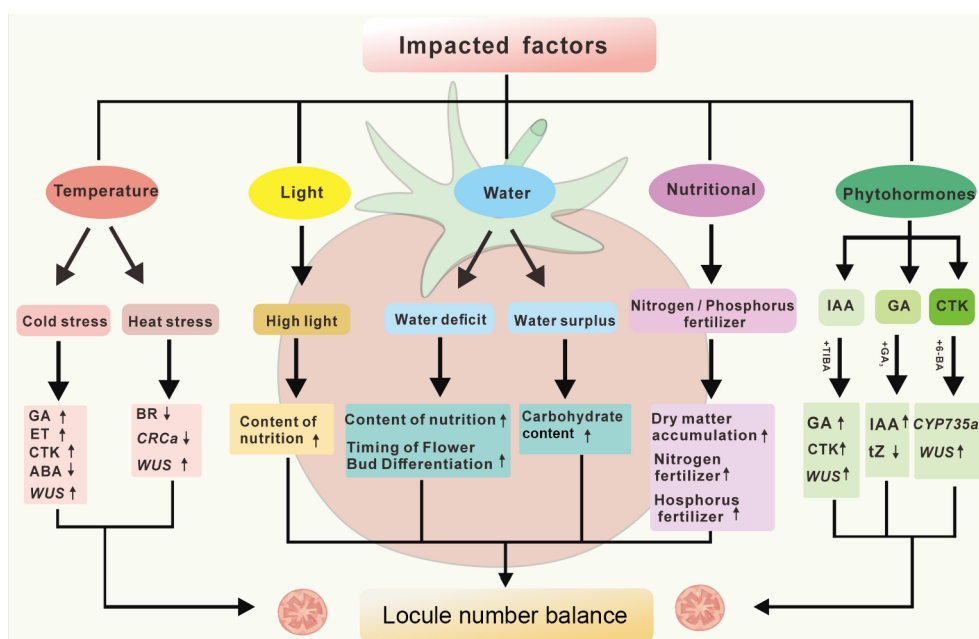 Impacted factors
Temperature
Light
Water
Nutritional
Phytohormones
Cold stress
Heat stress
High light
Water deficit
Water surplus
Nitrogen / Phosphorus
fertilizer
IAA
GA
CTK
+TIBA
+GA₃
+6-BA
GA ↑
ET ↑
CTK ↑
ABA ↓
WUS ↑
BR ↓
CRCa ↓
WUS ↑
Content of
nutrition ↑
Content of nutrition ↑
Timing of Flower
Bud Differentiation ↑
Carbohydrate
content ↑
Dry matter
accumulation ↑
Nitrogen
fertilizer ↑
Hosphorus
fertilizer ↑
GA ↑
CTK ↑
WUS ↑
IAA ↑
tZ ↓
CYP735a
WUS ↑
Locule number balance